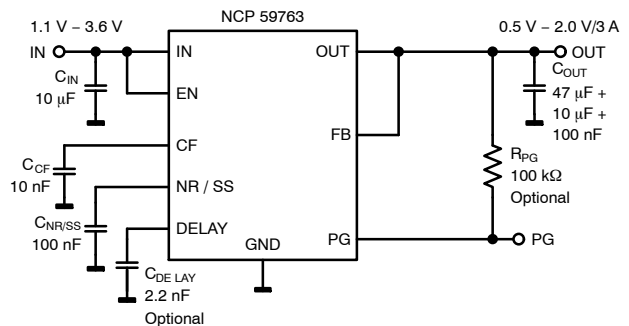 NCP 59763
1.1 V – 3.6 V
0.5 V – 2.0 V/3 A
IN
IN
OUT
OUT
CIN
10 μF
EN
COUT
47 μF +
10 μF +
100 nF
FB
CF
CCF
10 nF
RPG
100 kΩ
Optional
NR / SS
CNR/SS
100 nF
DELAY
GND
PG
PG
CDE LAY
2.2 nF
Optional